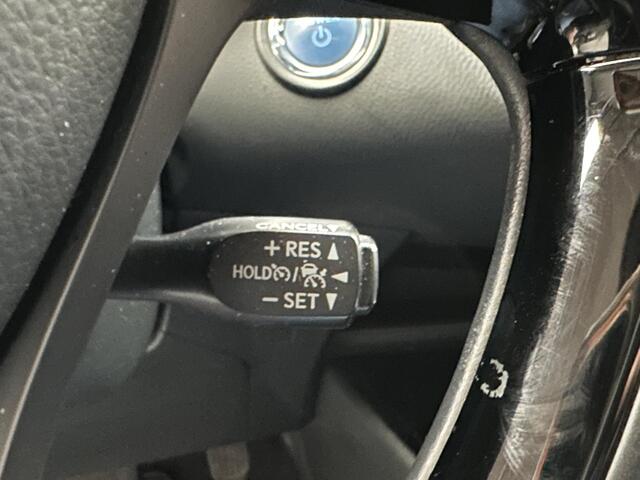 CANCEL
+ RES ▲
HOLD / ◄
− SET ▼